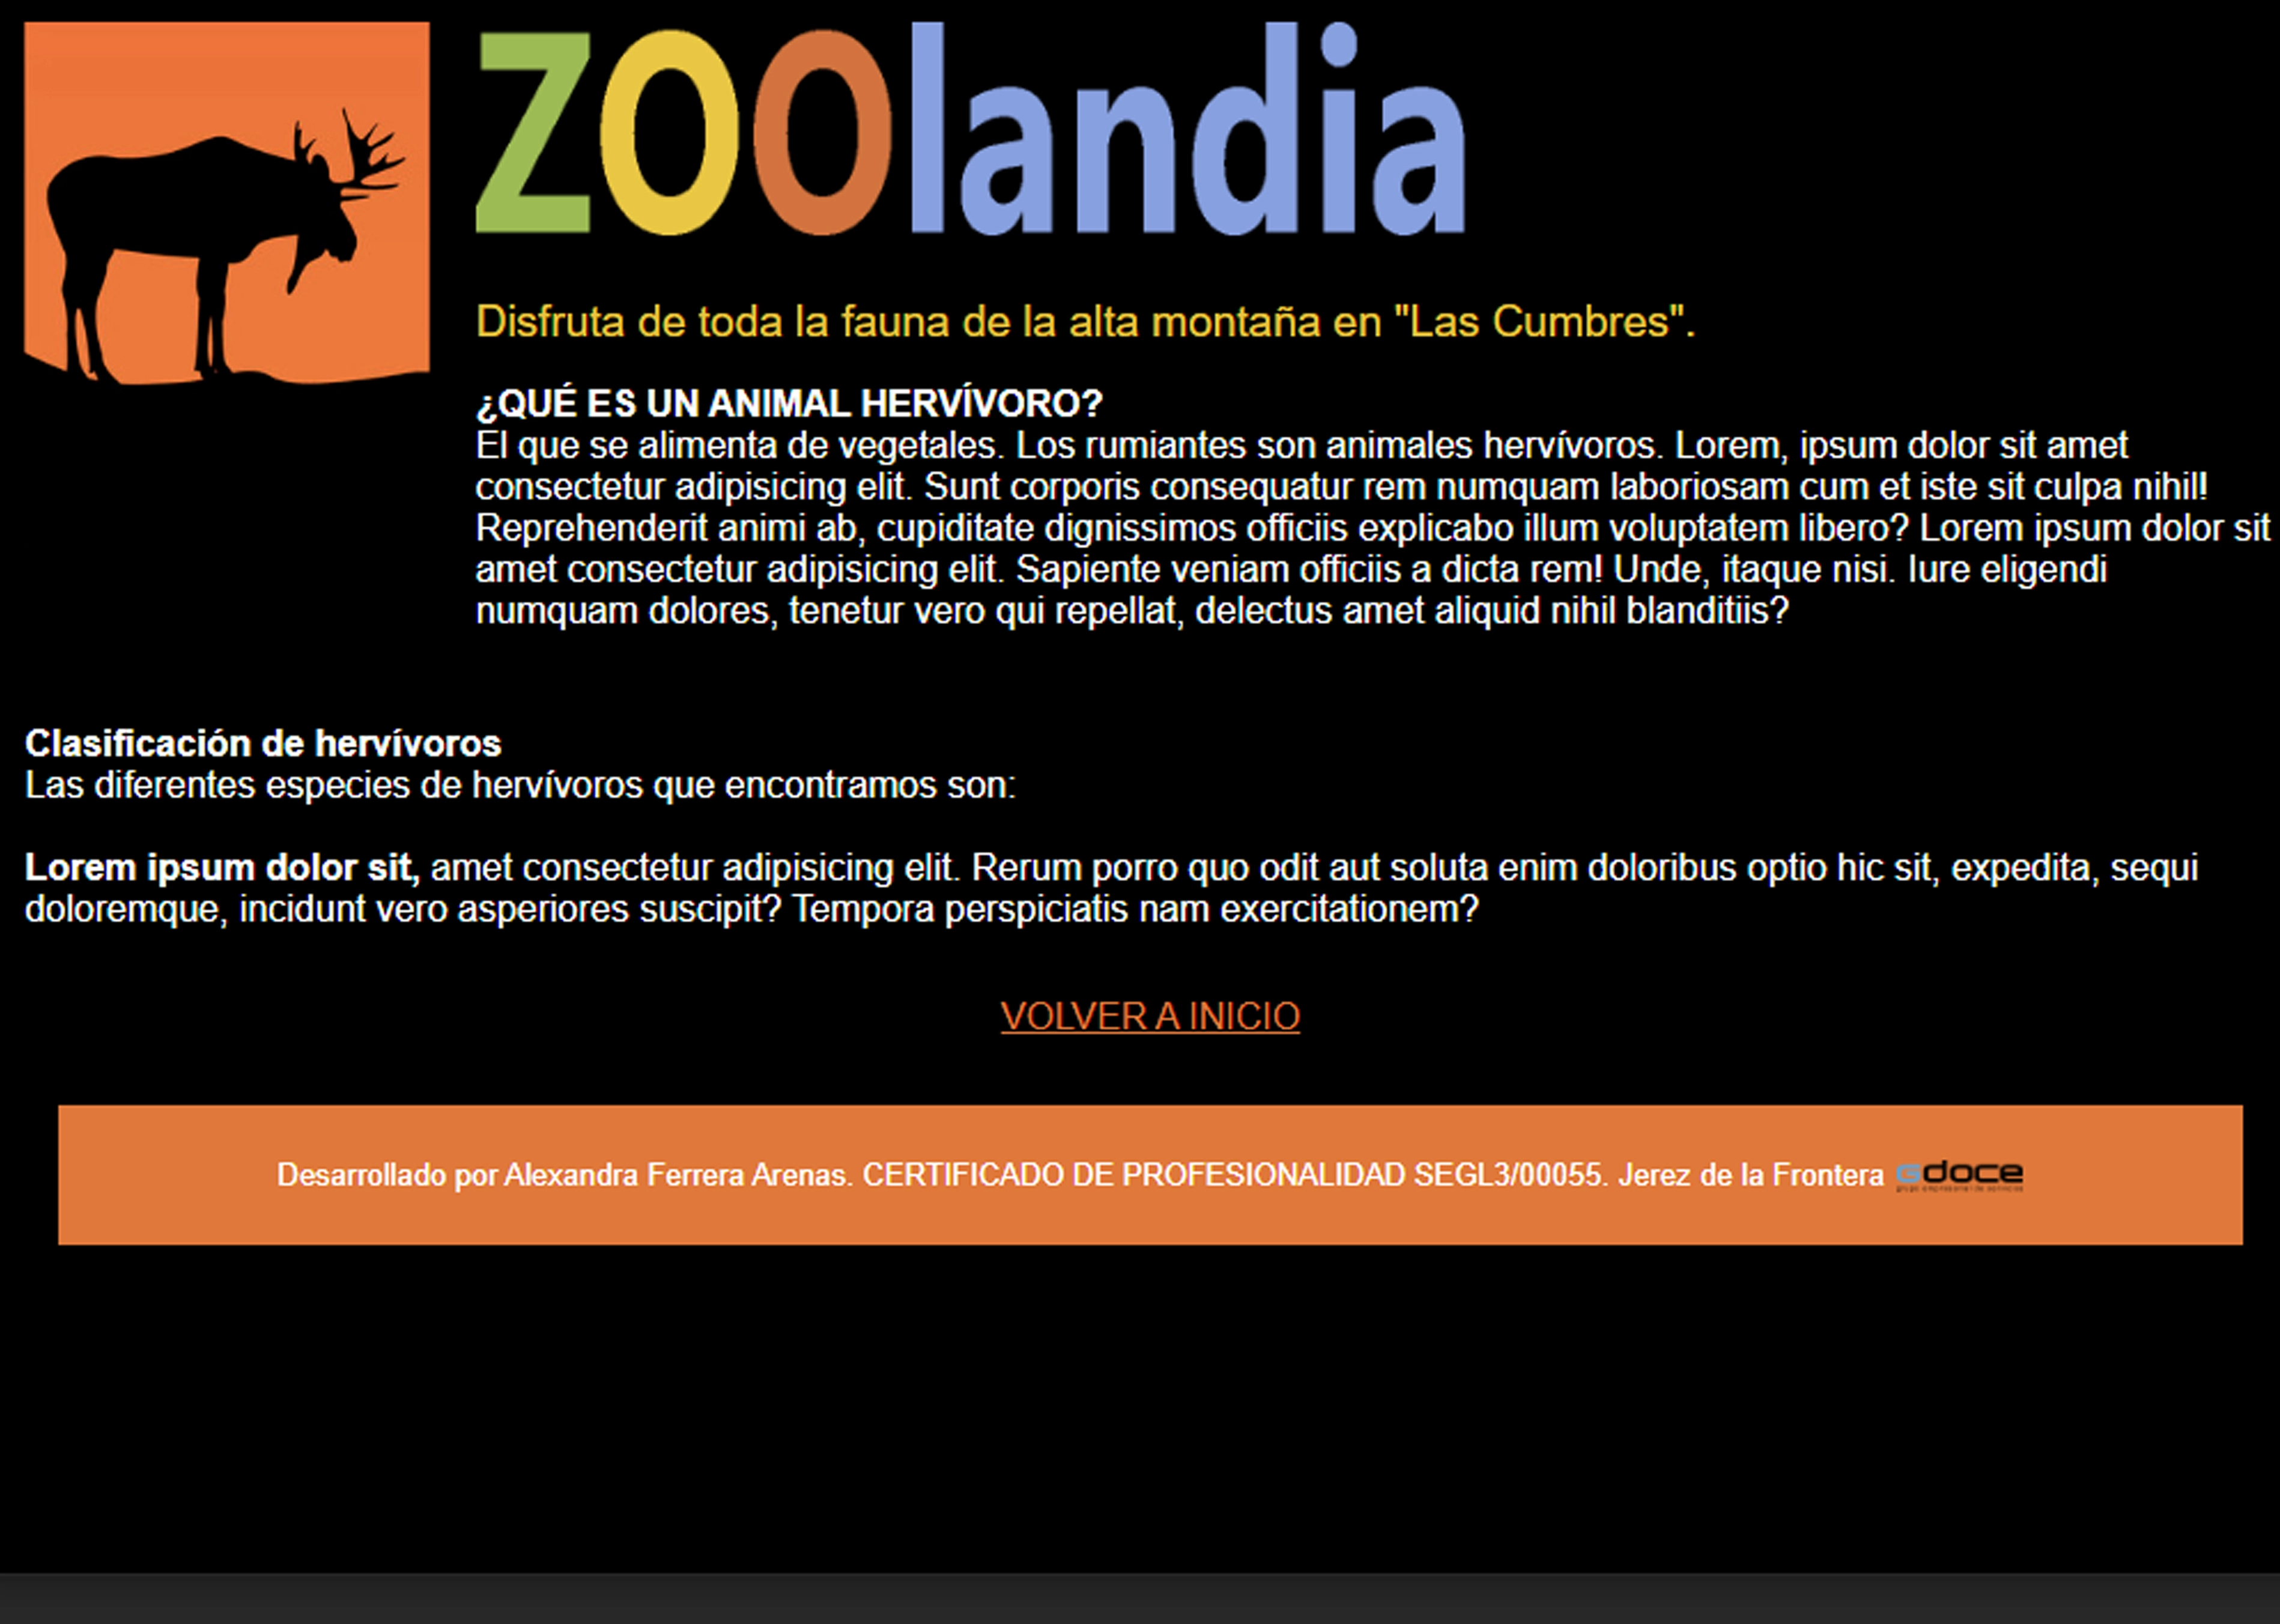 ZOOlandia
Disfruta de toda la fauna de la alta montaña en "Las Cumbres".
¿QUÉ ES UN ANIMAL HERVÍVORO?
El que se alimenta de vegetales. Los rumiantes son animales hervívoros. Lorem, ipsum dolor sit amet
consectetur adipisicing elit. Sunt corporis consequatur rem numquam laboriosam cum et iste sit culpa nihil!
Reprehenderit animi ab, cupiditate dignissimos officiis explicabo illum voluptatem libero? Lorem ipsum dolor sit
amet consectetur adipisicing elit. Sapiente veniam officiis a dicta rem! Unde, itaque nisi. Iure eligendi
numquam dolores, tenetur vero qui repellat, delectus amet aliquid nihil blanditiis?
Clasificación de hervívoros
Las diferentes especies de hervívoros que encontramos son:
Lorem ipsum dolor sit, amet consectetur adipisicing elit. Rerum porro quo odit aut soluta enim doloribus optio hic sit, expedita, sequi
doloremque, incidunt vero asperiores suscipit? Tempora perspiciatis nam exercitationem?
VOLVER A INICIO
Desarrollado por Alexandra Ferrera Arenas. CERTIFICADO DE PROFESIONALIDAD SEGL3/00055. Jerez de la Frontera Gdoce